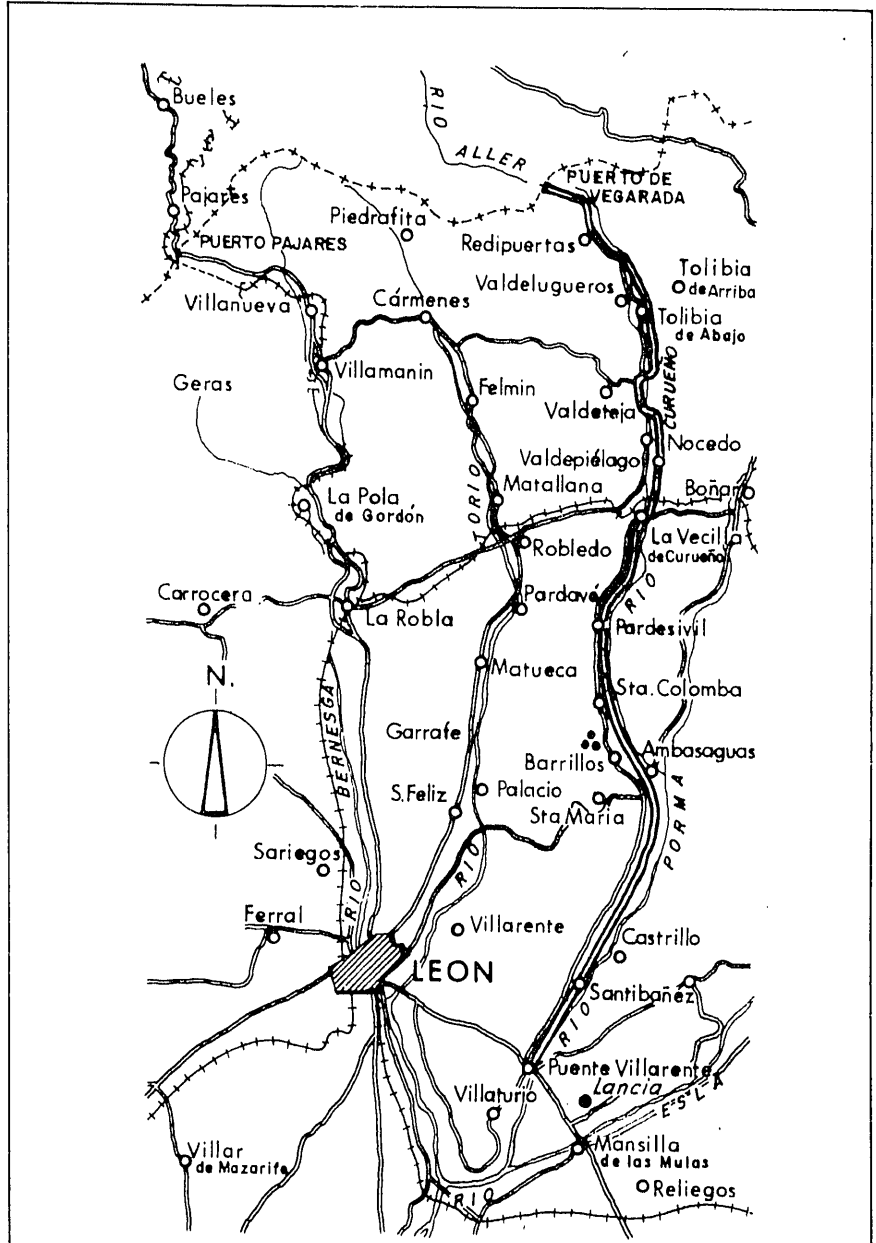 Bueles
RIO
ALLER
Pajares
PUERTO DE
VEGARADA
Piedrafita
PUERTO PAJARES
Redipuertas
Tolibia
de Arriba
Valdelugueros
Villanueva
Cármenes
Tolibia
de Abajo
Villamanin
Geras
Felmin
Valdeteja
CURUEÑO
Nocedo
Valdepiélago
TORIO
Matallana
Boñar
La Pola
de Gordón
La Vecilla
de Curueño
Robledo
RIO
Carrocera
La Robla
Pardavé
Pardesivil
Matueca
N.
Sta. Colomba
BERNESGA
Garrafe
Ambasaguas
Barrillos
S. Feliz
Palacio
Sta Maria
PORMA
Sariegos
RIO
RIO
Ferral
Villarente
Castrillo
LEON
Santibañez
RIO
Puente Villarente
Lancia
Villaturio
ESLA
Villar
de Mazarife
Mansilla
de las Mulas
RIO
Reliegos